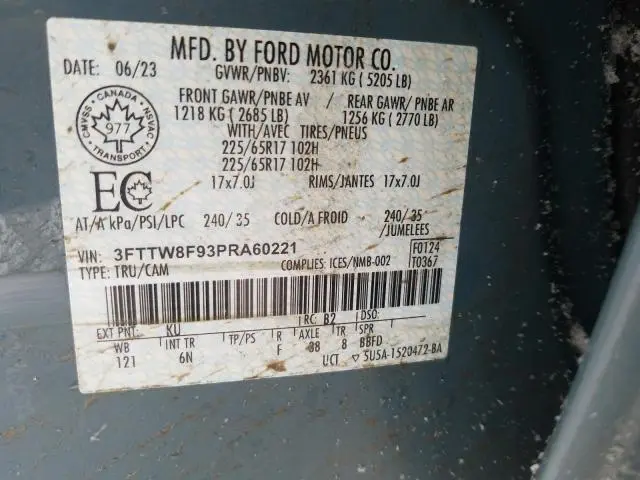 MFD. BY FORD MOTOR CO.
DATE: 06/23 GVWR/PNBV: 2361 KG ( 5205 LB)
FRONT GAWR/PNBE AV / REAR GAWR/PNBE AR
1218 KG ( 2685 LB) 1256 KG ( 2770 LB)
WITH/AVEC TIRES/PNEUS
225/65R17 102H
225/65R17 102H
17x7.0J RIMS/JANTES 17x7.0J
CANADA
CMVSS NSVAC
977
TRANSPORT
EC
AT/A kPa/PSI/LPC 240/ 35 COLD/A FROID 240/ 35
/JUMELEES
VIN: 3FTTW8F93PRA60221 F0124
TYPE: TRU/CAM COMPLIES: ICES/NMB-002 T0367
EXT PNT: KU RC: B2 DSO:
WB INT TR TP/PS R AXLE TR SPR
121 6N F 38 8 BBFD
UCT ▽ 5U5A-1520472-BA